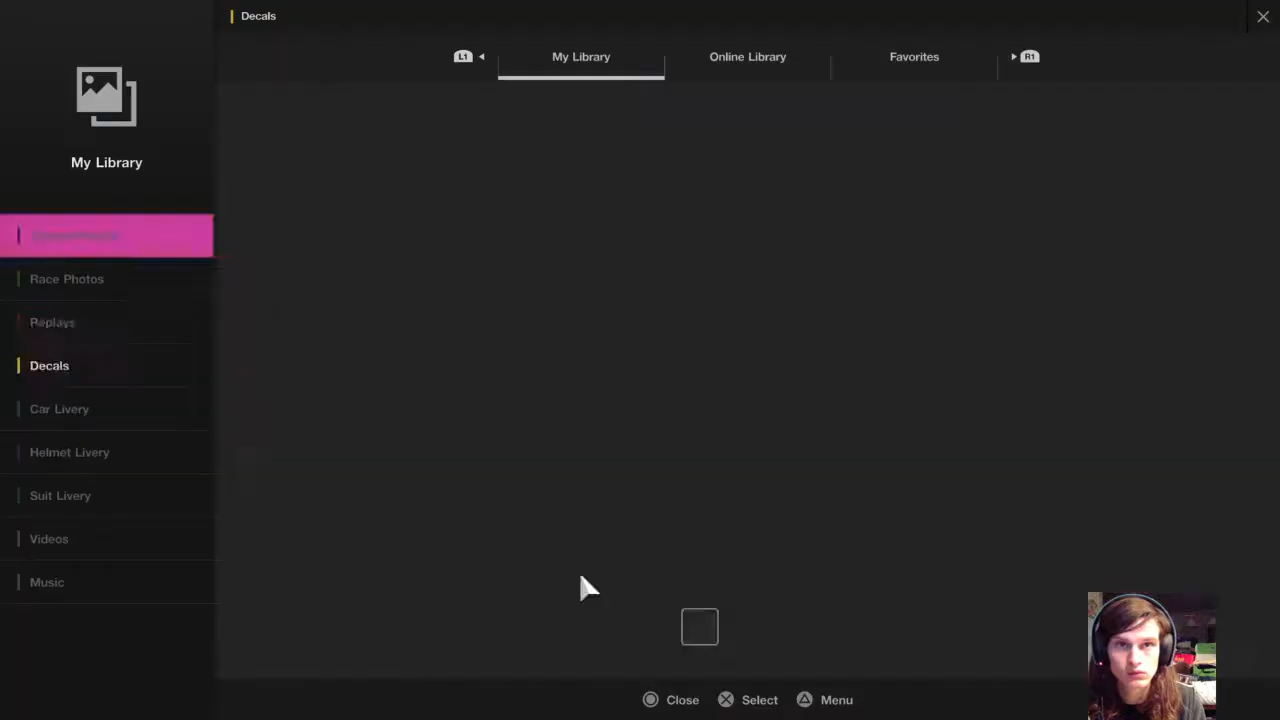 Decals
L1
My Library
Online Library
Favorites
R1
My Library
Race Photos
Replays
Decals
Car Livery
Helmet Livery
Suit Livery
Videos
Music
Close
Select
Menu